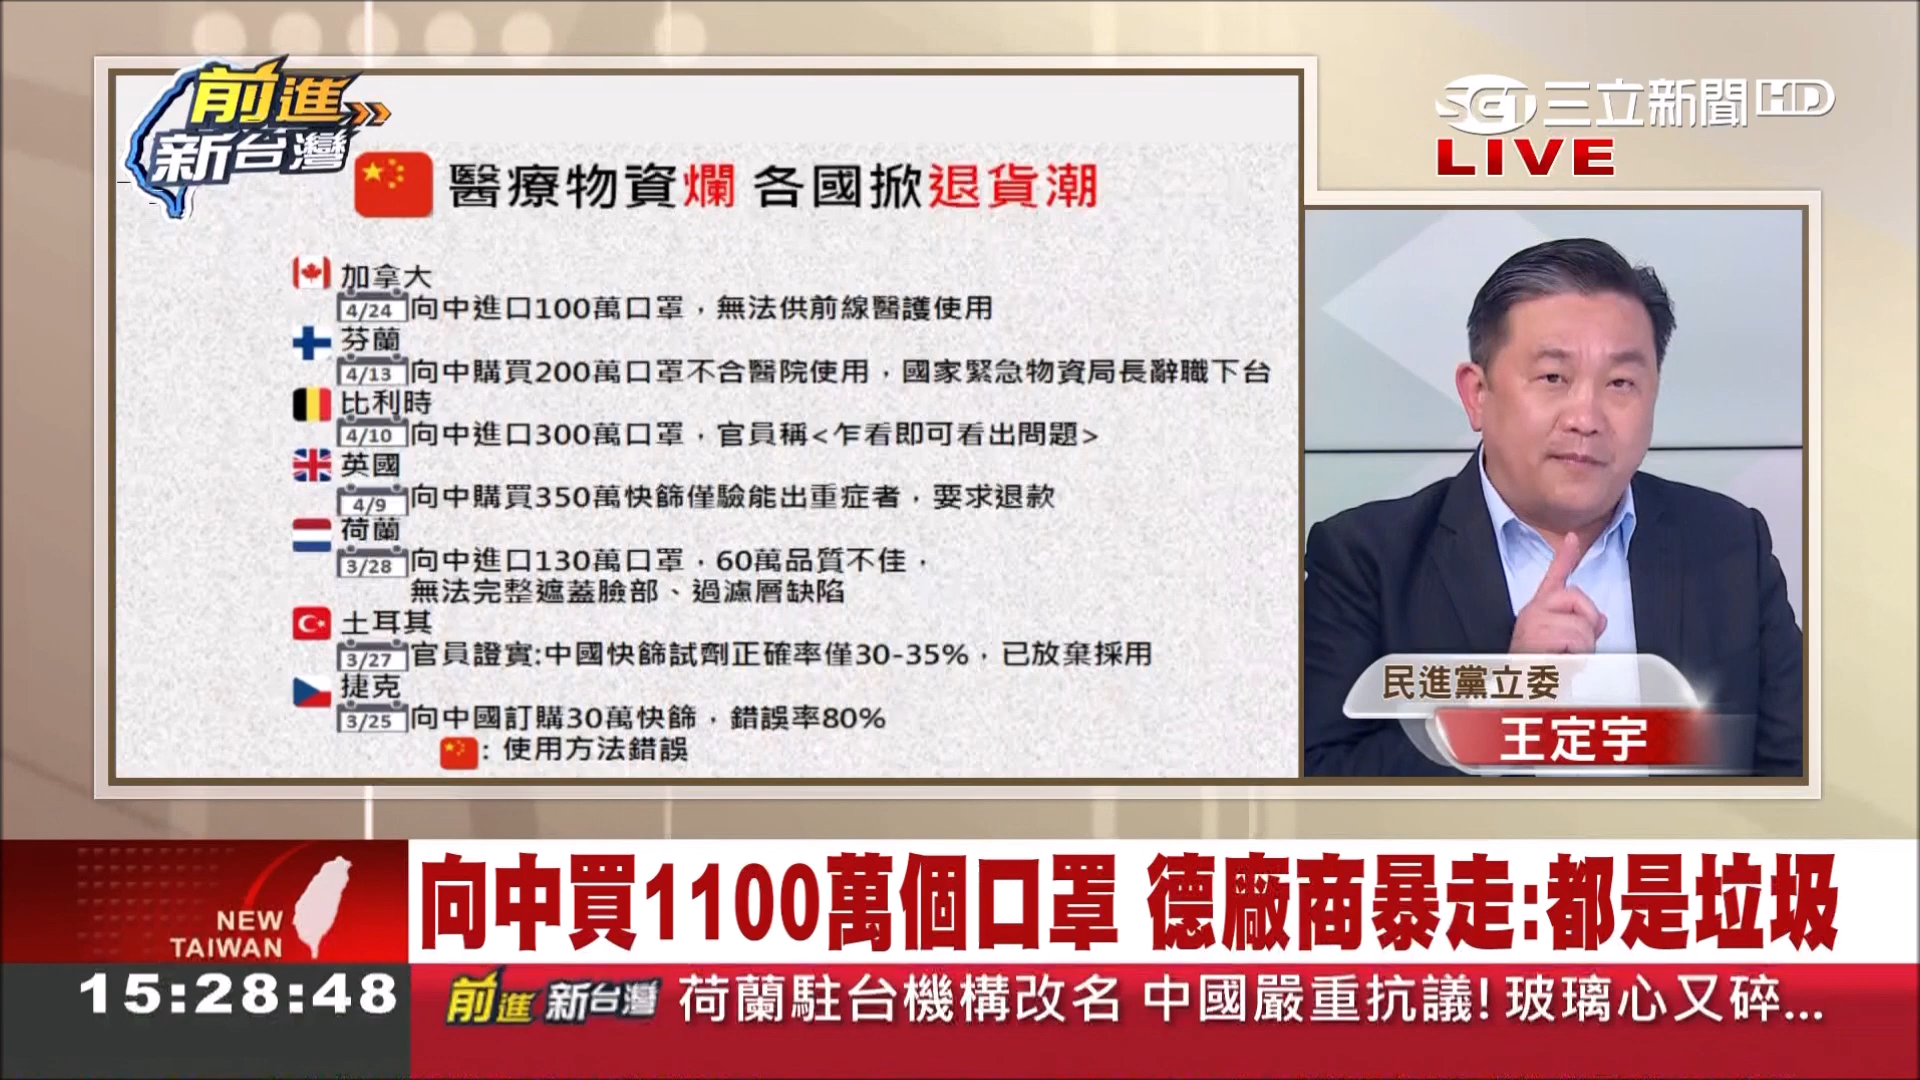 前進
新台灣
SET三立新聞HD
LIVE
醫療物資爛 各國掀退貨潮
加拿大
4/24 向中進口100萬口罩，無法供前線醫護使用
芬蘭
4/13 向中購買200萬口罩不合醫院使用，國家緊急物資局長辭職下台
比利時
4/10 向中進口300萬口罩，官員稱<乍看即可看出問題>
英國
4/9 向中購買350萬快篩僅驗能出重症者，要求退款
荷蘭
3/28 向中進口130萬口罩，60萬品質不佳，
無法完整遮蓋臉部、過濾層缺陷
土耳其
3/27 官員證實:中國快篩試劑正確率僅30-35%，已放棄採用
捷克
3/25 向中國訂購30萬快篩，錯誤率80%
：使用方法錯誤
民進黨立委
王定宇
NEW
TAIWAN
向中買1100萬個口罩 德廠商暴走:都是垃圾
15:28:48
前進新台灣 荷蘭駐台機構改名 中國嚴重抗議!玻璃心又碎...